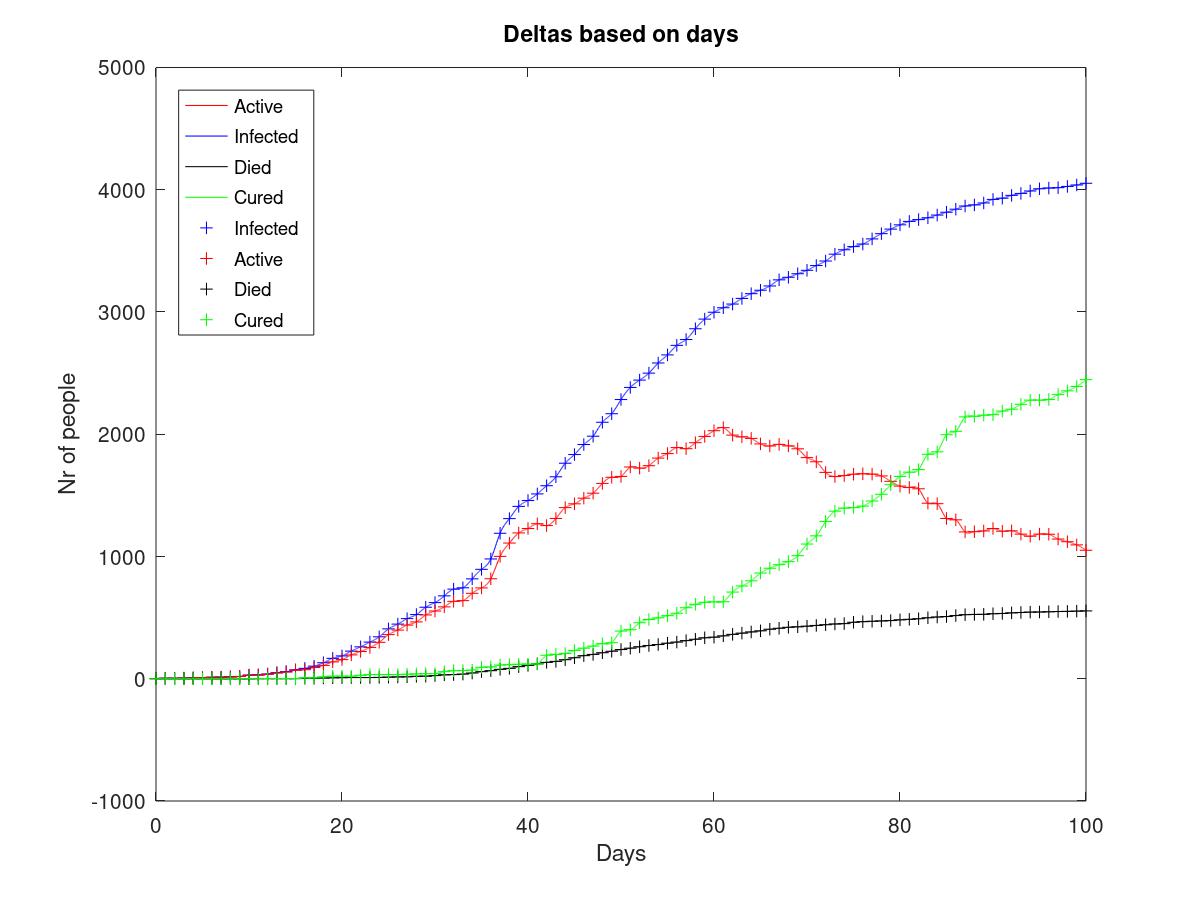 Deltas based on days
5000
4000
3000
2000
1000
0
-1000
Nr of people
Active
Infected
Died
Cured
Infected
Active
Died
Cured
0 20 40 60 80 100
Days